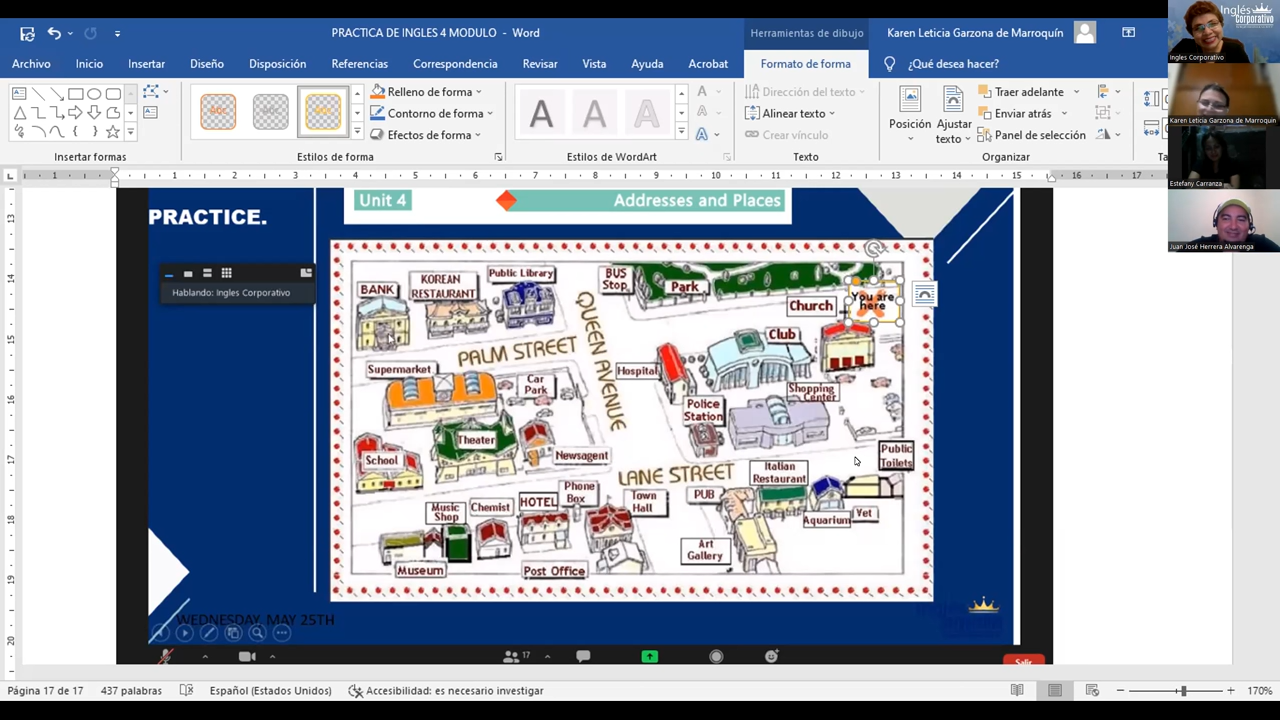 PRACTICA DE INGLES 4 MODULO - Word
Herramientas de dibujo
Karen Leticia Garzona de Marroquín
Archivo
Inicio
Insertar
Diseño
Disposición
Referencias
Correspondencia
Revisar
Vista
Ayuda
Acrobat
Formato de forma
¿Qué desea hacer?
Relleno de forma
Contorno de forma
Efectos de forma
Dirección del texto
Alinear texto
Crear vínculo
Posición
Ajustar
texto
Traer adelante
Enviar atrás
Panel de selección
Insertar formas
Estilos de forma
Estilos de WordArt
Texto
Organizar
Inglés
Corporativo
Ingles Corporativo
Karen Leticia Garzona de Marroquin
Estefany Carranza
Juan José Herrera Alvarenga
PRACTICE.
Unit 4
Addresses and Places
Hablando: Ingles Corporativo
BANK
KOREAN
RESTAURANT
Public Library
BUS
Stop
Park
Church
You are
here
QUEEN AVENUE
PALM STREET
Club
Supermarket
Car
Park
Hospital
Shopping
Center
Police
Station
Theater
School
Newsagent
LANE STREET
Italian
Restaurant
Public
Toilets
Music
Shop
Chemist
HOTEL
Phone
Box
Town
Hall
PUB
Aquarium
Vet
Museum
Post Office
Art
Gallery
WEDNESDAY, MAY 25TH
17
Salir
Página 17 de 17
437 palabras
Español (Estados Unidos)
Accesibilidad: es necesario investigar
170%